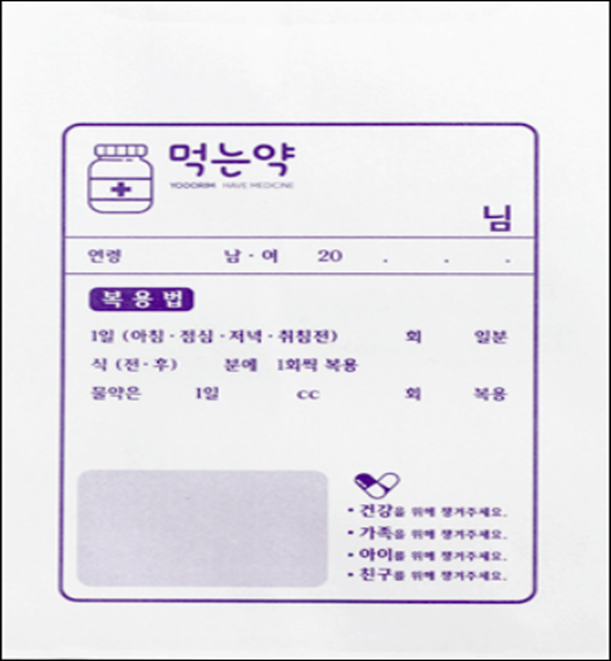 먹는약
YODORIM HAVE MEDICINE
님
연령 남·여 20 . . .
복용법
1일 (아침·점심·저녁·취침전) 회 일분
식 (전·후) 분에 1회씩 복용
물약은 1일 cc 회 복용
• 건강을 위해 챙겨주세요.
• 가족을 위해 챙겨주세요.
• 아이를 위해 챙겨주세요.
• 친구를 위해 챙겨주세요.